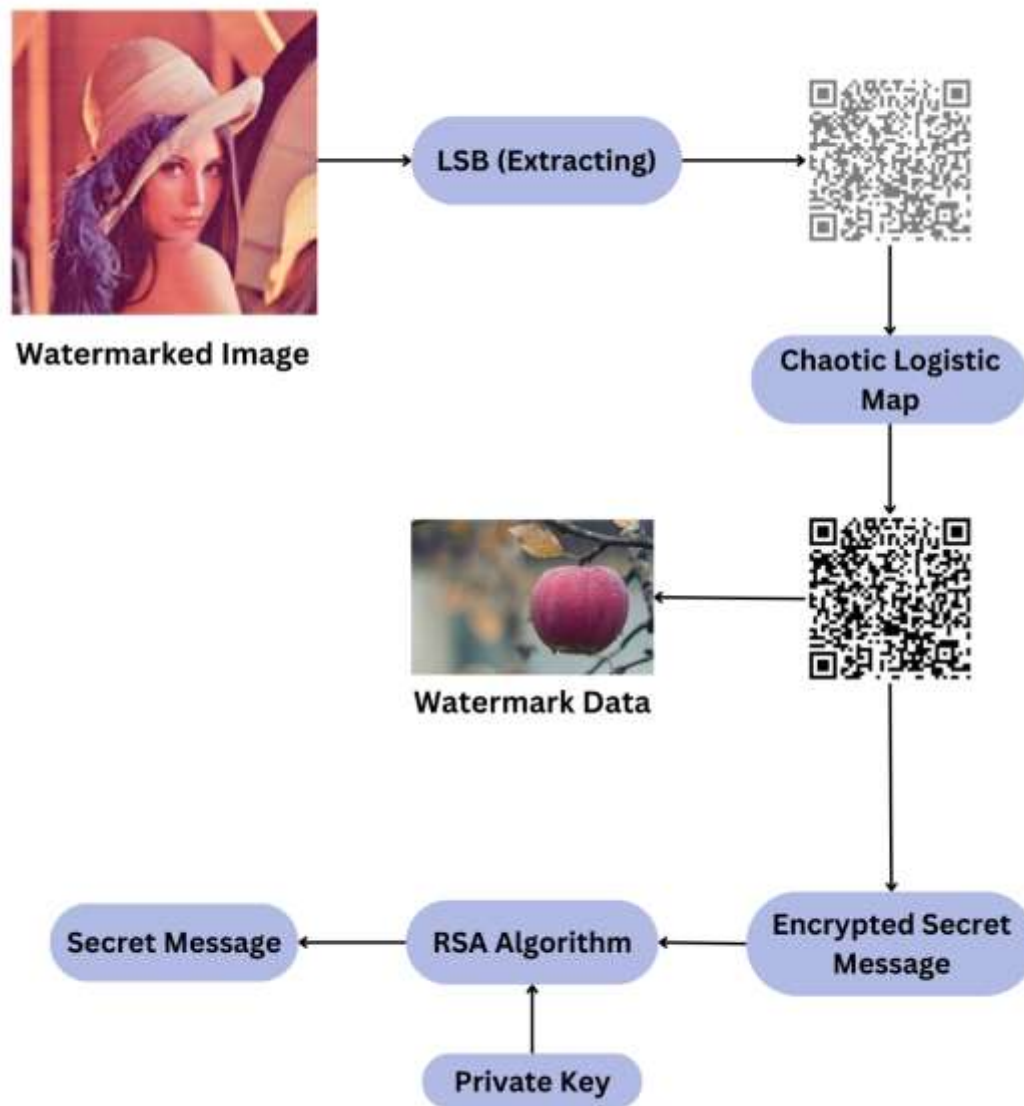 LSB (Extracting)
Watermarked Image
Chaotic Logistic
Map
Watermark Data
Secret Message
RSA Algorithm
Encrypted Secret
Message
Private Key